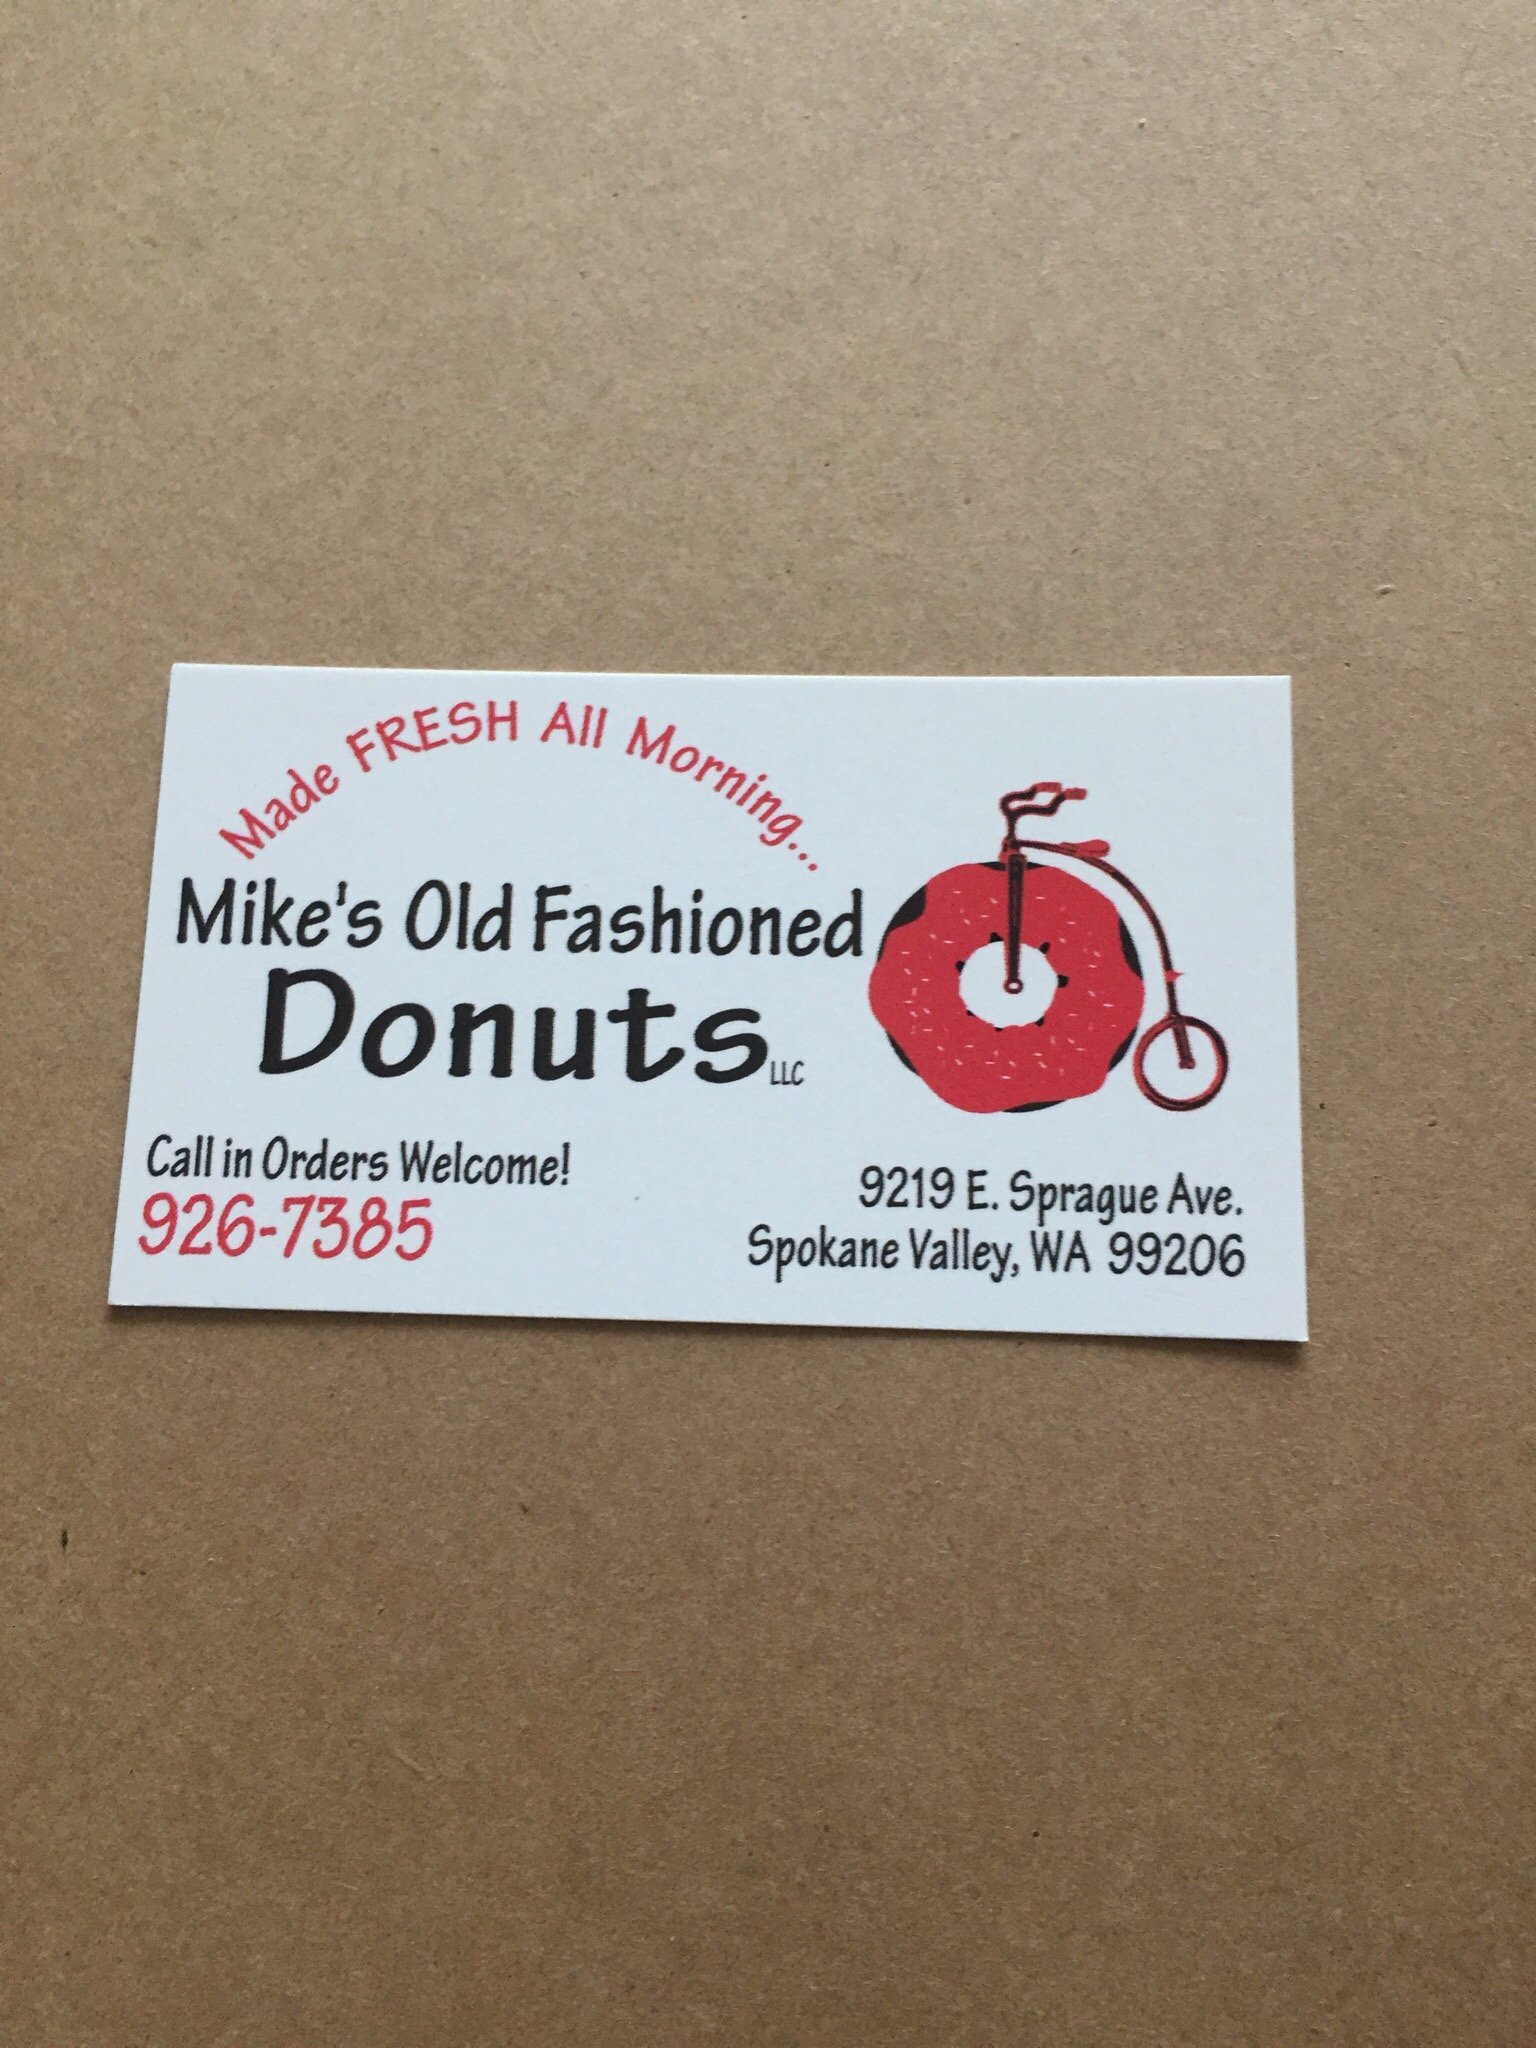 Made FRESH All Morning...
Mike's Old Fashioned
Donuts LLC
Call in Orders Welcome!
926-7385
9219 E. Sprague Ave.
Spokane Valley, WA 99206